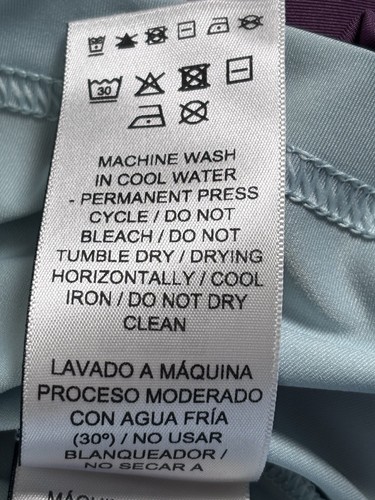 30
MACHINE WASH
IN COOL WATER
- PERMANENT PRESS
CYCLE / DO NOT
BLEACH / DO NOT
TUMBLE DRY / DRYING
HORIZONTALLY / COOL
IRON / DO NOT DRY
CLEAN
LAVADO A MÁQUINA
PROCESO MODERADO
CON AGUA FRÍA
(30º) / NO USAR
BLANQUEADOR /
NO SECAR A